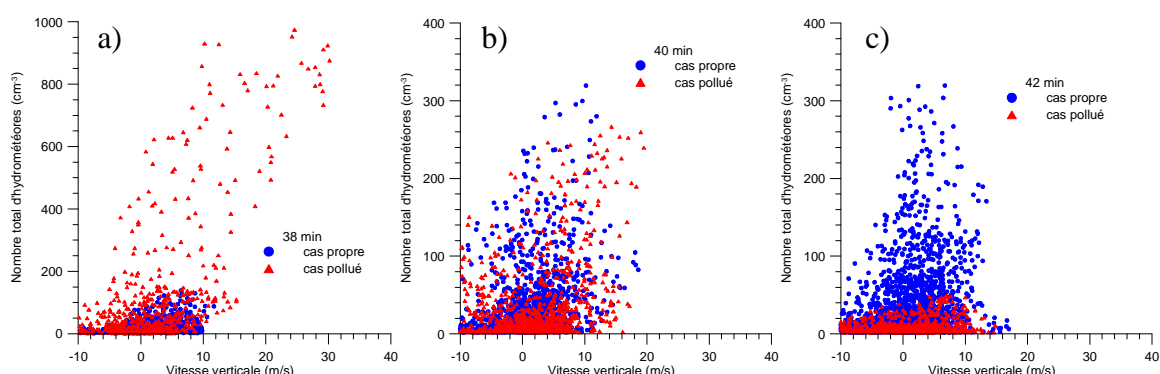 a)
Nombre total d'hydrométéores (cm-3)
1000
800
600
400
200
0
38 min
cas propre
cas pollué
-10 0 10 20 30 40
Vitesse verticale (m/s)
b)
Nombre total d'hydrométéores (cm-3)
400
300
200
100
0
40 min
cas propre
cas pollué
-10 0 10 20 30 40
Vitesse verticale (m/s)
c)
Nombre total d'hydrométéores (cm-3)
400
300
200
100
0
42 min
cas propre
cas pollué
-10 0 10 20 30 40
Vitesse verticale (m/s)